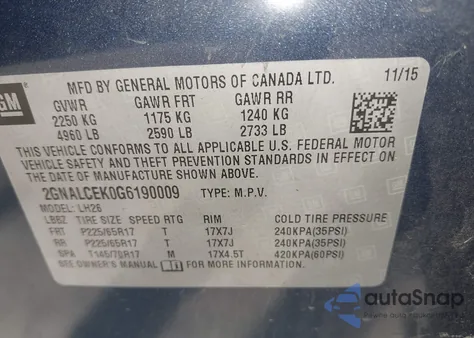 GM
MFD BY GENERAL MOTORS OF CANADA LTD.
11/15
GVWR GAWR FRT GAWR RR
2250 KG 1175 KG 1240 KG
4960 LB 2590 LB 2733 LB
THIS VEHICLE CONFORMS TO ALL APPLICABLE U.S. FEDERAL MOTOR
VEHICLE SAFETY AND THEFT PREVENTION STANDARDS IN EFFECT ON
THE DATE OF MANUFACTURE SHOWN ABOVE.
2GNALCEK0G6190009 TYPE: M.P.V.
MODEL: LH26
LBBZ TIRE SIZE SPEED RTG RIM COLD TIRE PRESSURE
FRT P225/65R17 T 17X7J 240KPA(35PSI)
RR P225/65R17 T 17X7J 240KPA(35PSI)
SPA T145/70R17 M 17X4.5T 420KPA(60PSI)
SEE OWNER'S MANUAL FOR MORE INFORMATION.
autoSnap